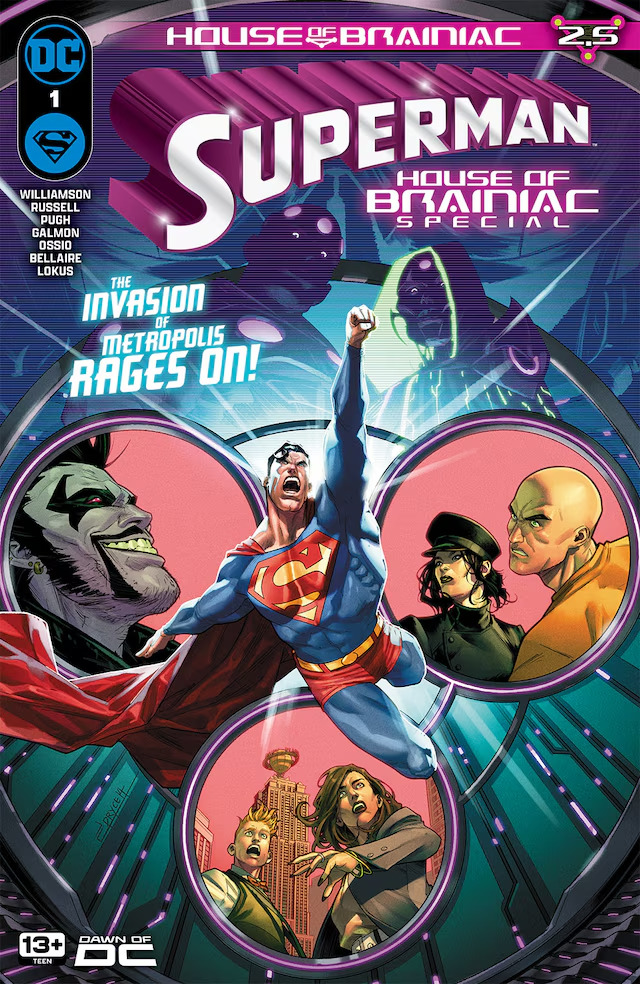 HOUSE OF BRAINIAC
2.5
DC
1
SUPERMAN
HOUSE OF
BRAINIAC
SPECIAL
WILLIAMSON
RUSSELL
PUGH
GALMON
OSSIO
BELLAIRE
LOKUS
THE
INVASION
OF
METROPOLIS
RAGES ON!
S
13+
TEEN
DAWN OF
DC